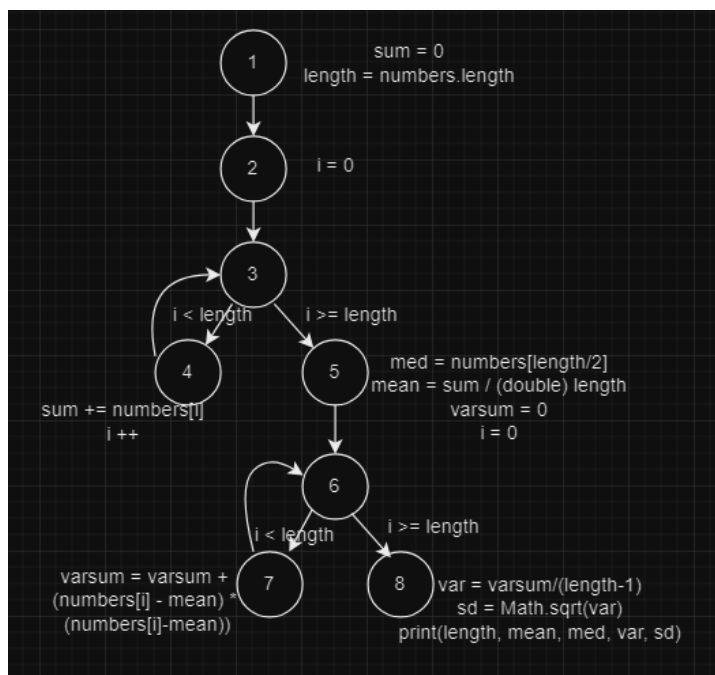 1
sum = 0
length = numbers.length
2
i = 0
3
i < length
i >= length
4
sum += numbers[i]
i ++
5
med = numbers[length/2]
mean = sum / (double) length
varsum = 0
i = 0
6
i < length
i >= length
7
varsum = varsum +
(numbers[i] - mean) *
(numbers[i]-mean))
8
var = varsum/(length-1)
sd = Math.sqrt(var)
print(length, mean, med, var, sd)